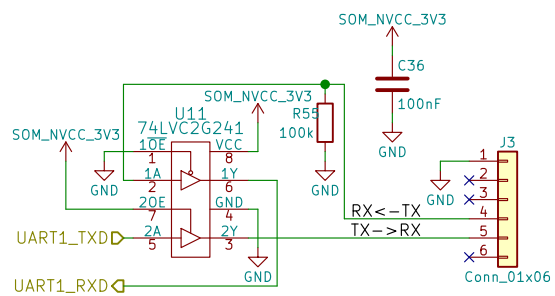 SOM_NVCC_3V3
C36
100nF
GND
SOM_NVCC_3V3
R55
100k
GND
U11
74LVC2G241
SOM_NVCC_3V3
1OE
1
VCC
8
GND
1A
2
1Y
6
2OE
7
GND
4
2A
5
2Y
3
GND
UART1_TXD
UART1_RXD
RX<-TX
TX->RX
J3
1
2
3
4
5
6
GND
Conn_01x06